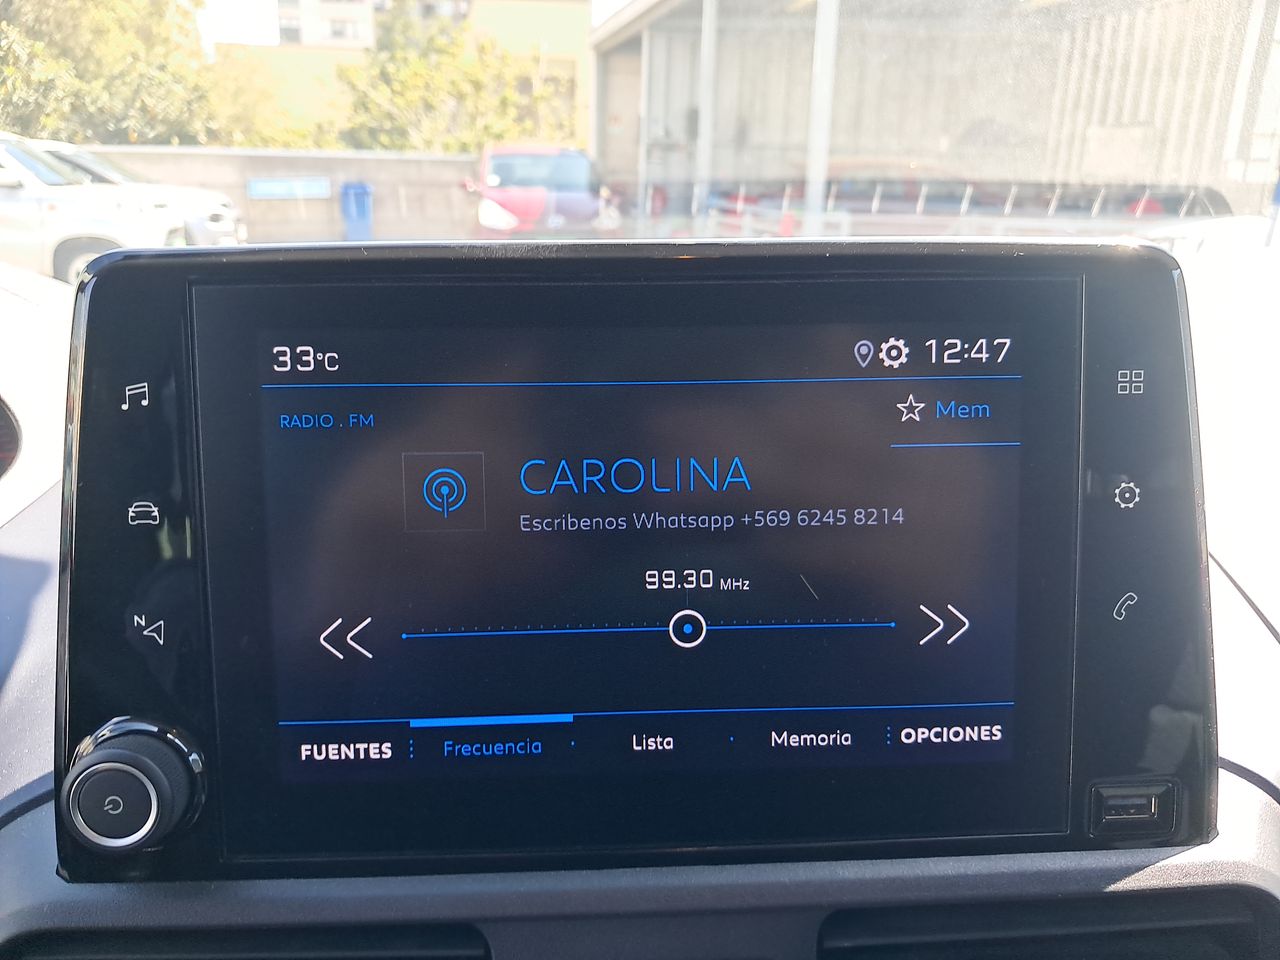 33°C
12:47
RADIO . FM
Mem
CAROLINA
Escribenos Whatsapp +569 6245 8214
99.30 MHz
N
FUENTES
Frecuencia
Lista
Memoria
OPCIONES